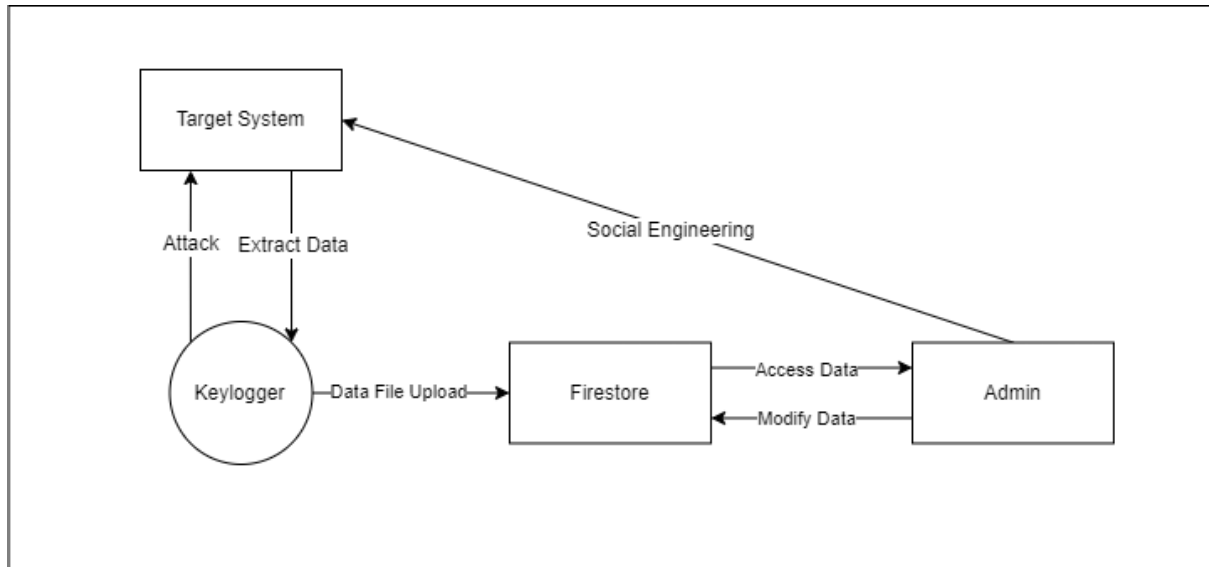 Target System
Social Engineering
Attack
Extract Data
Keylogger
Data File Upload
Firestore
Access Data
Modify Data
Admin